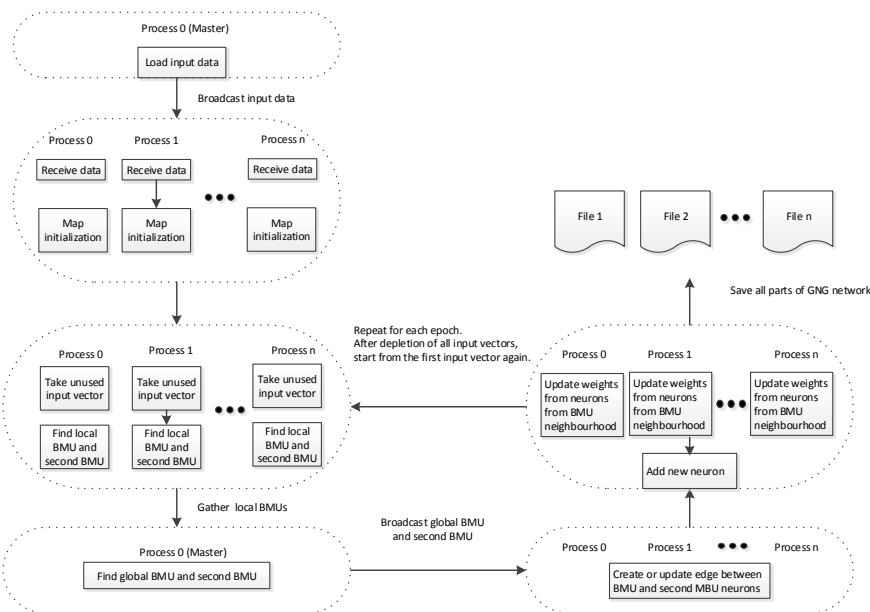 Process 0 (Master)
Load input data
Broadcast input data
Process 0
Process 1
Process n
Receive data
Receive data
Receive data
Map
initialization
Map
initialization
Map
initialization
Process 0
Process 1
Process n
Take unused
input vector
Take unused
input vector
Take unused
input vector
Find local
BMU and
second BMU
Find local
BMU and
second BMU
Find local
BMU and
second BMU
Gather local BMUs
Process 0 (Master)
Find global BMU and second BMU
Broadcast global BMU
and second BMU
Process 0
Process 1
Process n
Create or update edge between
BMU and second MBU neurons
Process 0
Process 1
Process n
Update weights
from neurons
from BMU
neighbourhood
Update weights
from neurons
from BMU
neighbourhood
Update weights
from neurons
from BMU
neighbourhood
Add new neuron
Repeat for each epoch.
After depletion of all input vectors,
start from the first input vector again.
Save all parts of GNG network
File 1
File 2
File n